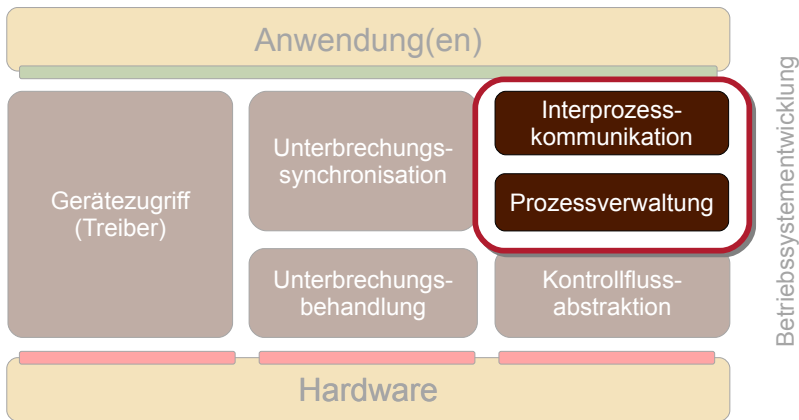 Anwendung(en)
Gerätezugriff
(Treiber)
Unterbrechungs-
synchronisation
Interprozess-
kommunikation
Prozessverwaltung
Unterbrechungs-
behandlung
Kontrollfluss-
abstraktion
Hardware
Betriebssystementwicklung